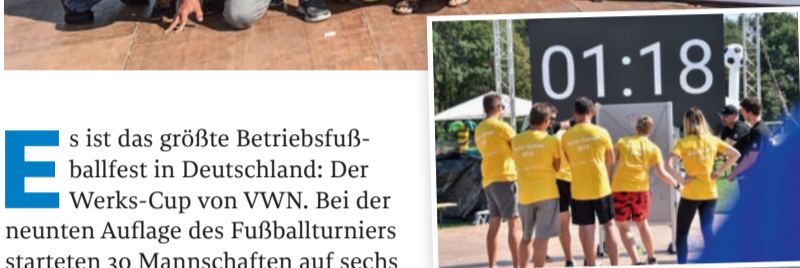 01:18
Es ist das größte Betriebsfuß-
ballfest in Deutschland: Der
Werks-Cup von VWN. Bei der
neunten Auflage des Fußballturniers
starteten 30 Mannschaften auf sechs